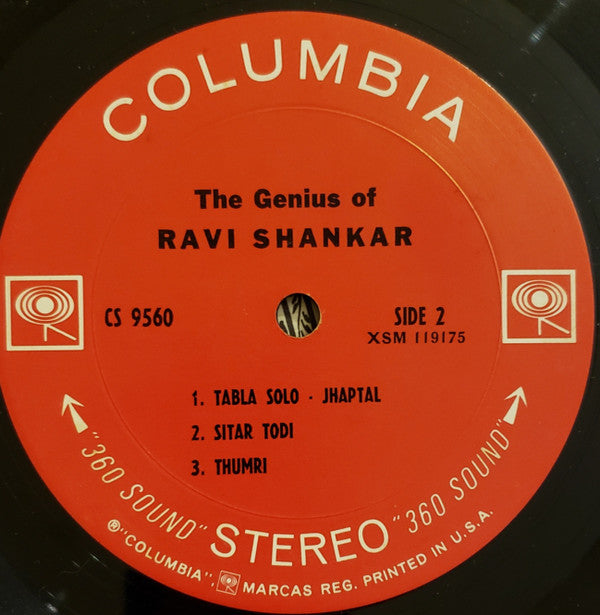 COLUMBIA
The Genius of
RAVI SHANKAR
CS 9560
SIDE 2
XSM 119175
1. TABLA SOLO - JHAPTAL
2. SITAR TODI
3. THUMRI
"360 SOUND" STEREO "360 SOUND"
®"COLUMBIA", MARCAS REG. PRINTED IN U.S.A.